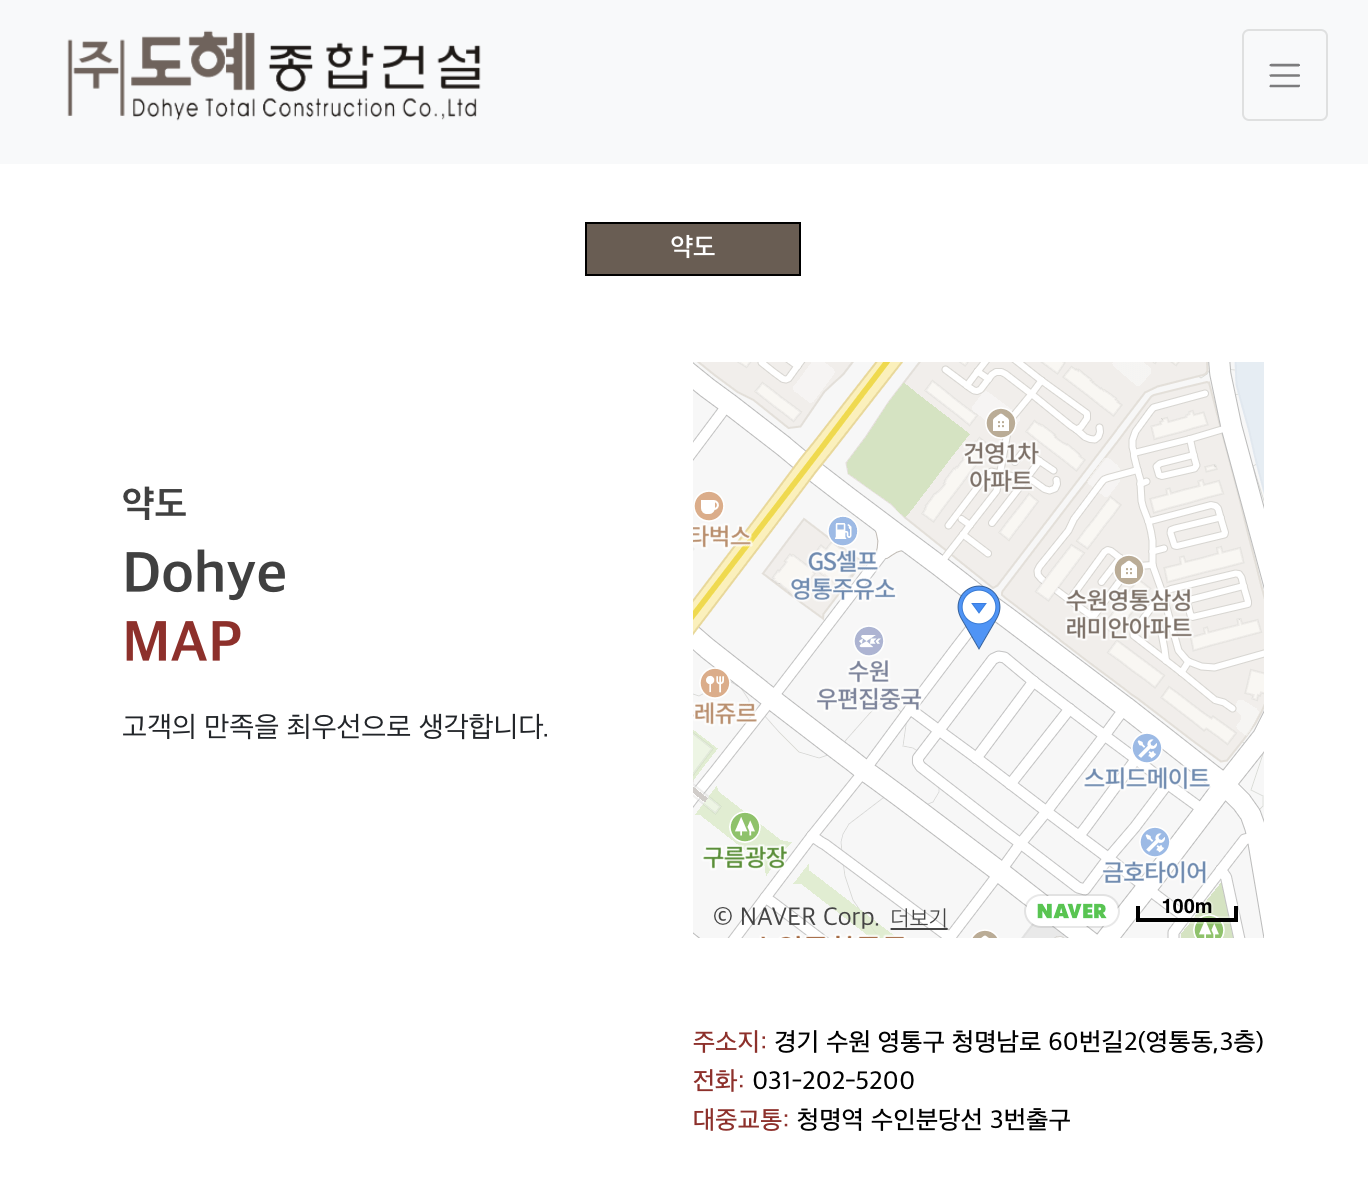 ㈜도혜 종합건설
Dohye Total Construction Co.,Ltd
약도
약도
Dohye
MAP
고객의 만족을 최우선으로 생각합니다.
건영1차
아파트
타벅스
GS셀프
영통주유소
수원영통삼성
래미안아파트
수원
우편집중국
레쥬르
스피드메이트
구름광장
금호타이어
© NAVER Corp. 더보기
NAVER
100m
주소지: 경기 수원 영통구 청명남로 60번길2(영통동,3층)
전화: 031-202-5200
대중교통: 청명역 수인분당선 3번출구